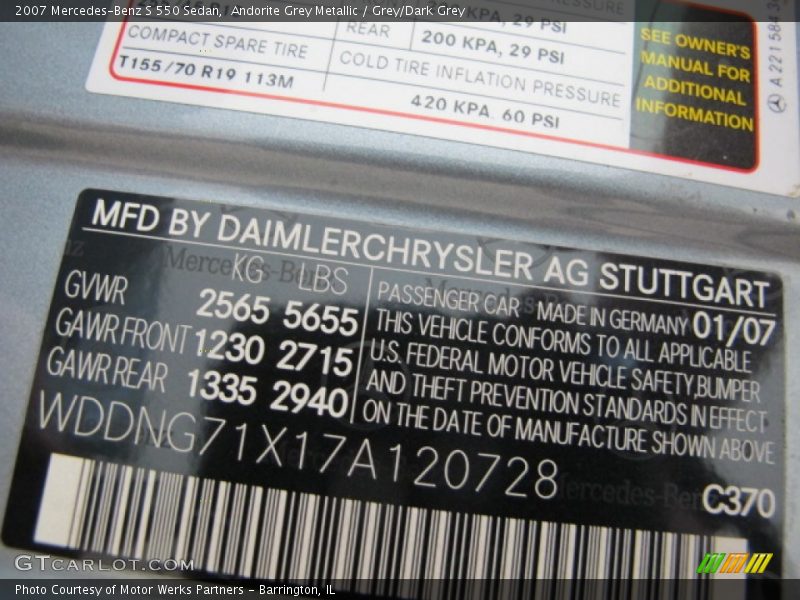 2007 Mercedes-Benz S 550 Sedan, Andorite Grey Metallic / Grey/Dark Grey
KPA, 29 PSI
COMPACT SPARE TIRE
T155/70 R19 113M
REAR
200 KPA, 29 PSI
COLD TIRE INFLATION PRESSURE
420 KPA, 60 PSI
SEE OWNER'S
MANUAL FOR
ADDITIONAL
INFORMATION
A 221 584
MFD BY DAIMLERCHRYSLER AG STUTTGART
KG LBS
GVWR 2565 5655
GAWR FRONT 1230 2715
GAWR REAR 1335 2940
PASSENGER CAR MADE IN GERMANY 01/07
THIS VEHICLE CONFORMS TO ALL APPLICABLE
U.S. FEDERAL MOTOR VEHICLE SAFETY,BUMPER
AND THEFT PREVENTION STANDARDS IN EFFECT
ON THE DATE OF MANUFACTURE SHOWN ABOVE
WDDNG71X17A120728
C370
GTcarlot.com
Photo Courtesy of Motor Werks Partners - Barrington, IL